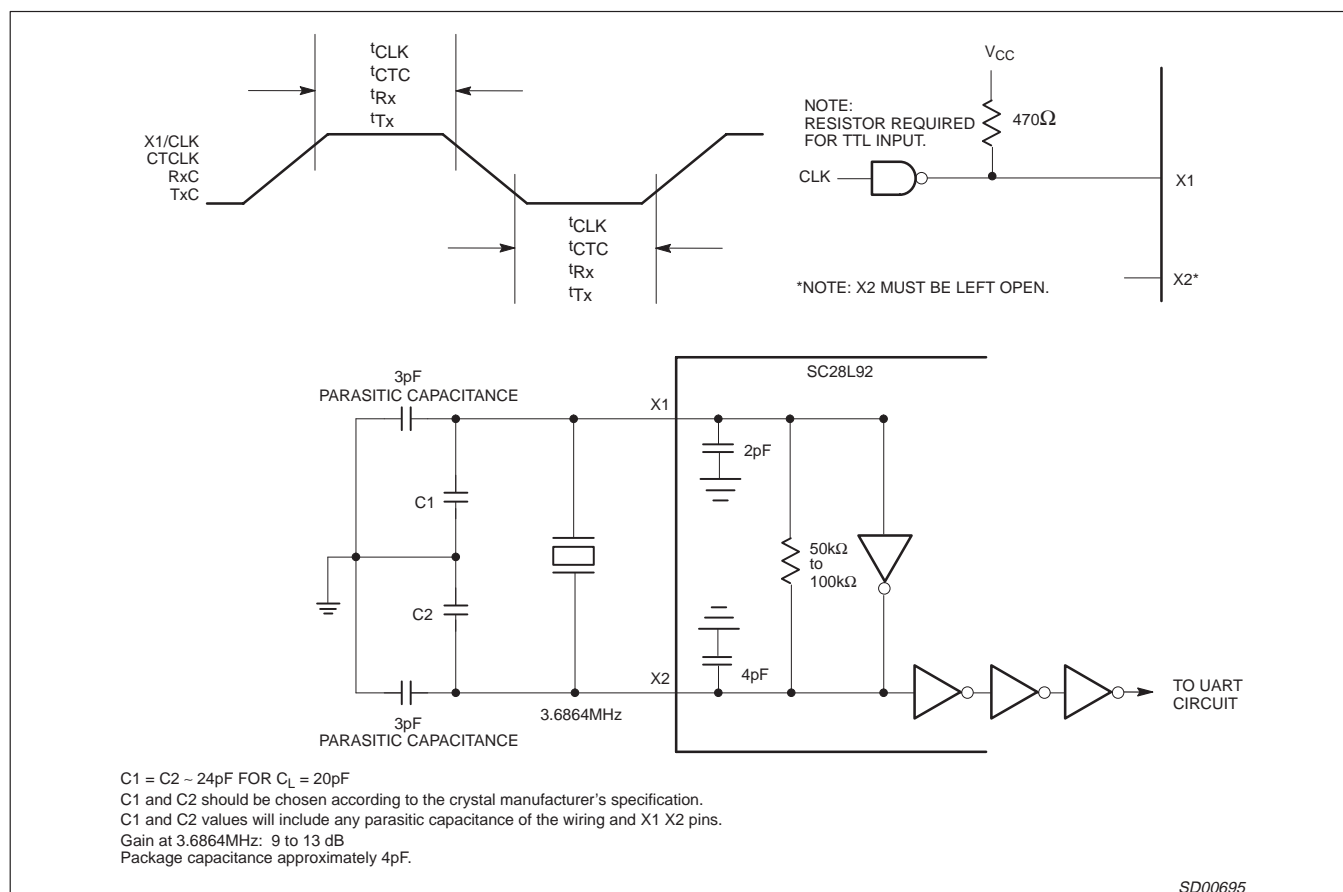 tCLK
tCTC
tRx
tTx
X1/CLK
CTCLK
RxC
TxC
tCLK
tCTC
tRx
tTx
VCC
NOTE:
RESISTOR REQUIRED
FOR TTL INPUT.
470Ω
CLK
X1
*NOTE: X2 MUST BE LEFT OPEN.
X2*
SC28L92
3pF
PARASITIC CAPACITANCE
X1
2pF
C1
50kΩ
to
100kΩ
C2
4pF
X2
3pF
PARASITIC CAPACITANCE
3.6864MHz
TO UART
CIRCUIT
C1 = C2 ~ 24pF FOR CL = 20pF
C1 and C2 should be chosen according to the crystal manufacturer's specification.
C1 and C2 values will include any parasitic capacitance of the wiring and X1 X2 pins.
Gain at 3.6864MHz: 9 to 13 dB
Package capacitance approximately 4pF.
SD00695